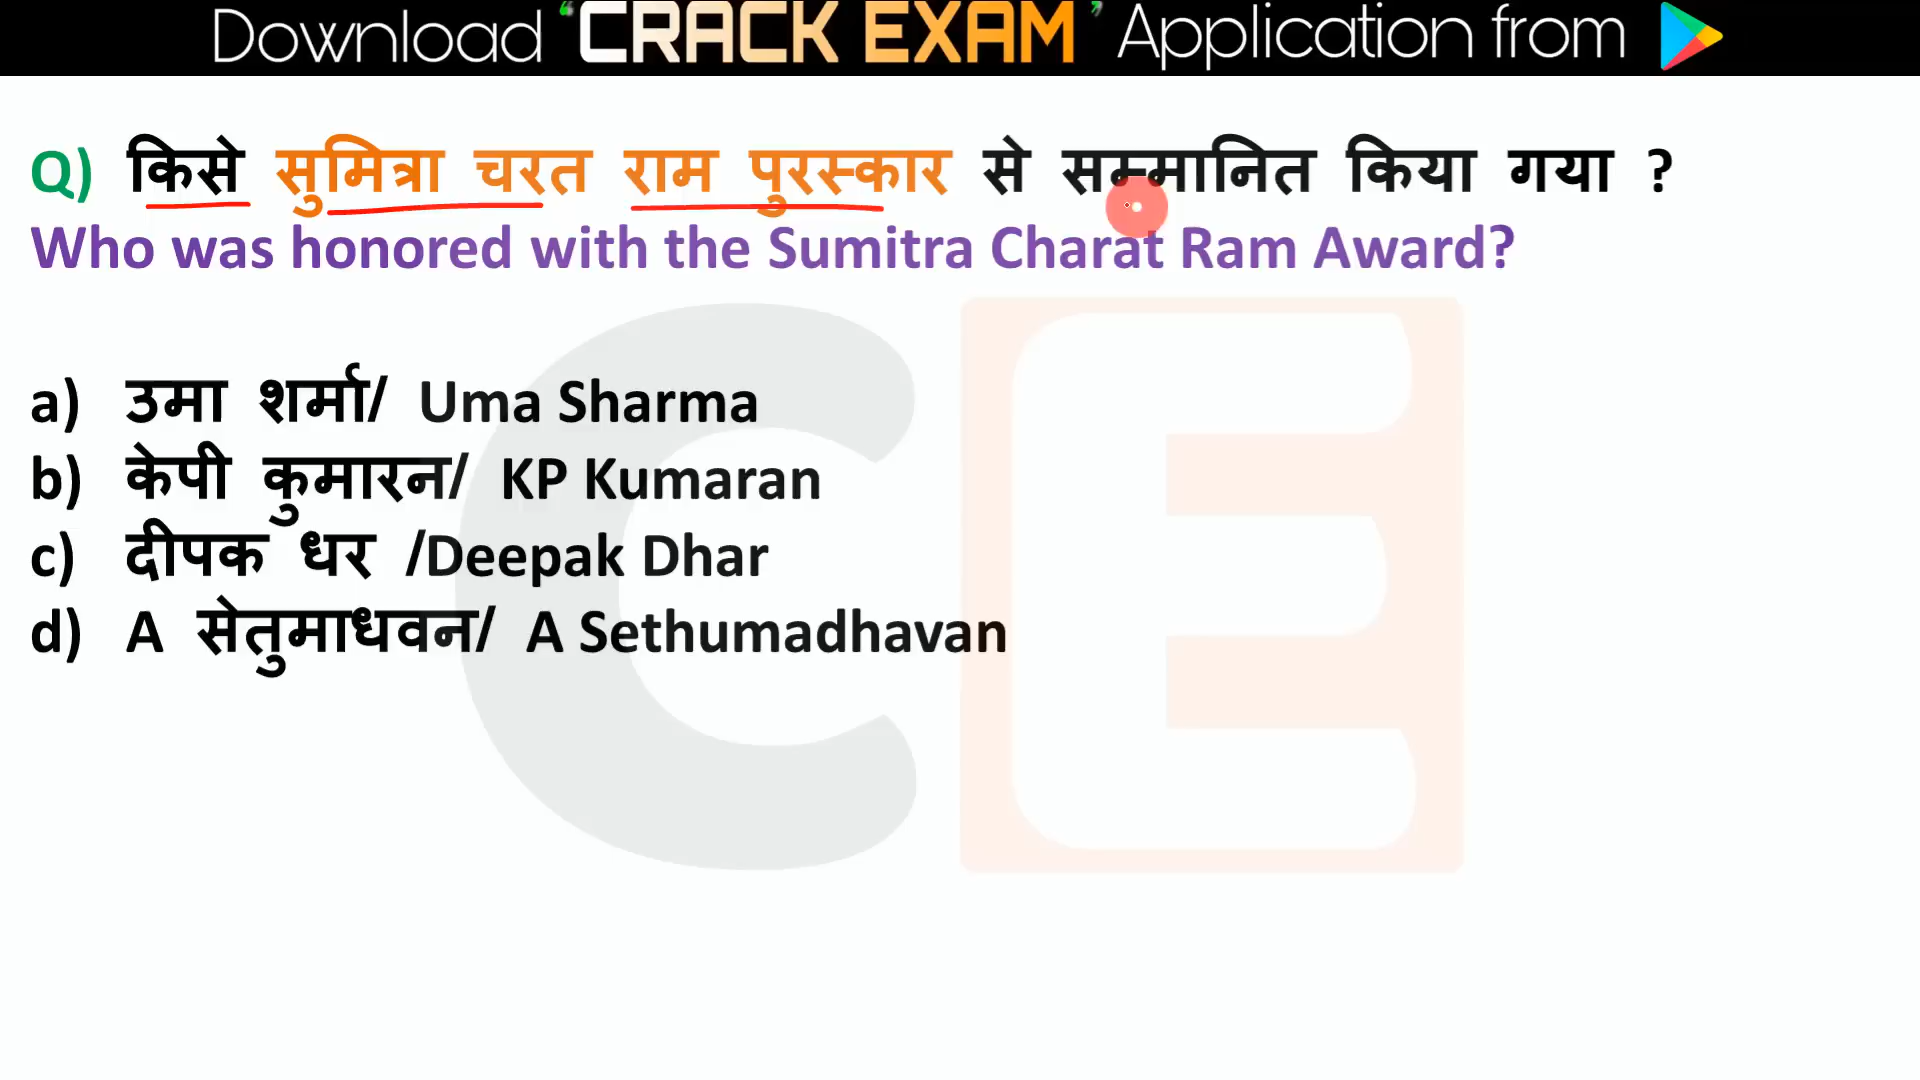 Download ‘CRACK EXAM’ Application from
Q) किसे सुमित्रा चरत राम पुरस्कार से सम्मानित किया गया ?
Who was honored with the Sumitra Charat Ram Award?
a) उमा शर्मा/ Uma Sharma
b) केपी कुमारन/ KP Kumaran
c) दीपक धर /Deepak Dhar
d) A सेतुमाधवन/ A Sethumadhavan
CE